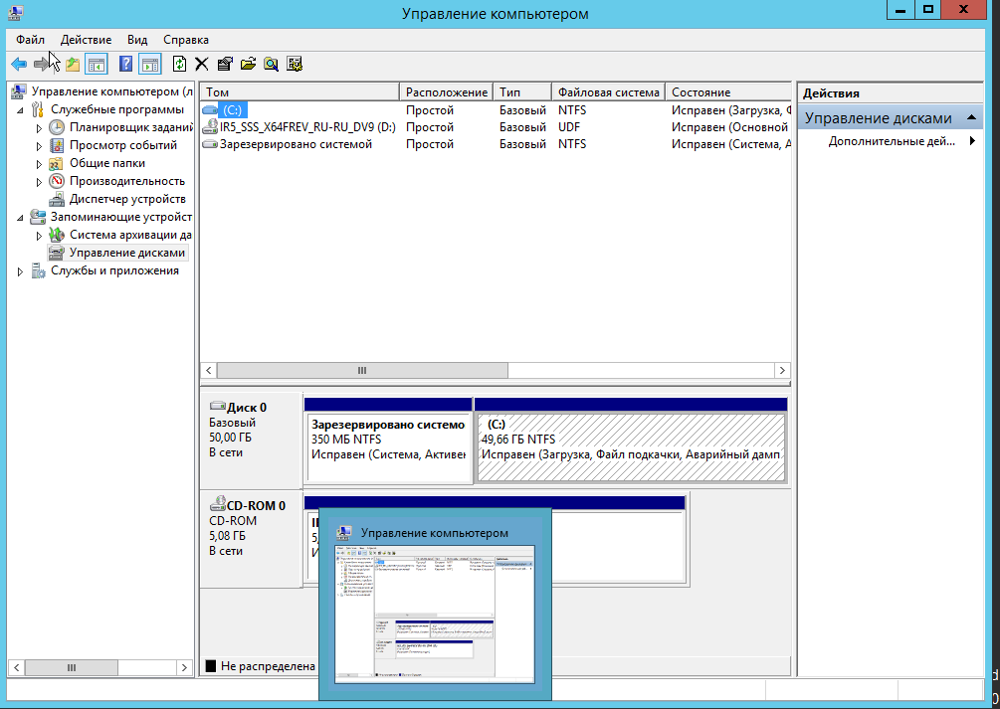 Управление компьютером
Файл Действие Вид Справка
Управление компьютером (л
Служебные программы
Планировщик заданий
Просмотр событий
Общие папки
Производительность
Диспетчер устройств
Запоминающие устройст
Система архивации да
Управление дисками
Службы и приложения
Том Расположение Тип Файловая система Состояние
(C:) Простой Базовый NTFS Исправен (Загрузка, Ф
IR5_SSS_X64FREV_RU-RU_DV9 (D:) Простой Базовый UDF Исправен (Основной
Зарезервировано системой Простой Базовый NTFS Исправен (Система, А
Действия
Управление дисками
Дополнительные дей...
Диск 0
Базовый
50,00 ГБ
В сети
Зарезервировано системо
350 МБ NTFS
Исправен (Система, Активен
(C:)
49,66 ГБ NTFS
Исправен (Загрузка, Файл подкачки, Аварийный дамп
CD-ROM 0
CD-ROM
5,08 ГБ
В сети
Управление компьютером
Не распределена